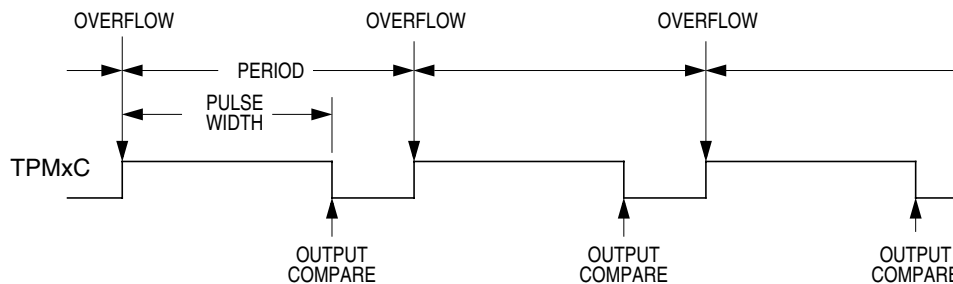 OVERFLOW OVERFLOW OVERFLOW
PERIOD
PULSE
WIDTH
TPMxC
OUTPUT
COMPARE
OUTPUT
COMPARE
OUTPUT
COMPARE